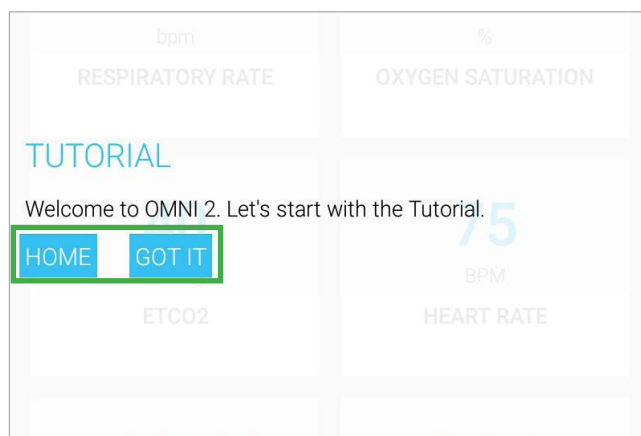 bpm
%
RESPIRATORY RATE
OXYGEN SATURATION
TUTORIAL
Welcome to OMNI 2. Let's start with the Tutorial.
75
HOME
GOT IT
BPM
ETCO2
HEART RATE